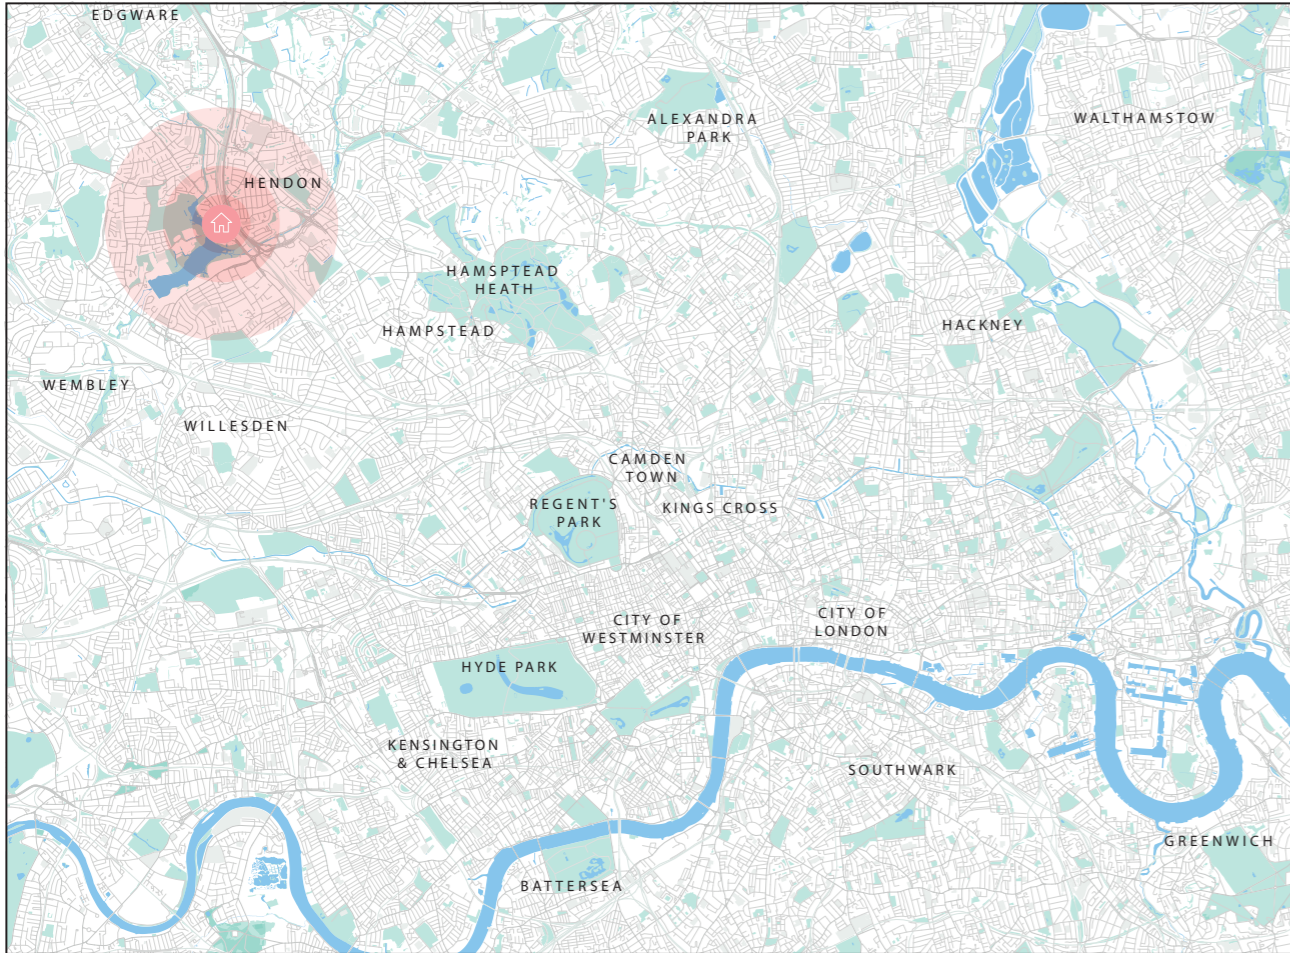 EDGWARE
ALEXANDRA
PARK
WALTHAMSTOW
HENDON
HAMSPTEAD
HEATH
HAMPSTEAD
HACKNEY
WEMBLEY
WILLESDEN
CAMDEN
TOWN
REGENT'S
PARK
KINGS CROSS
CITY OF
WESTMINSTER
CITY OF
LONDON
HYDE PARK
KENSINGTON
& CHELSEA
SOUTHWARK
GREENWICH
BATTERSEA